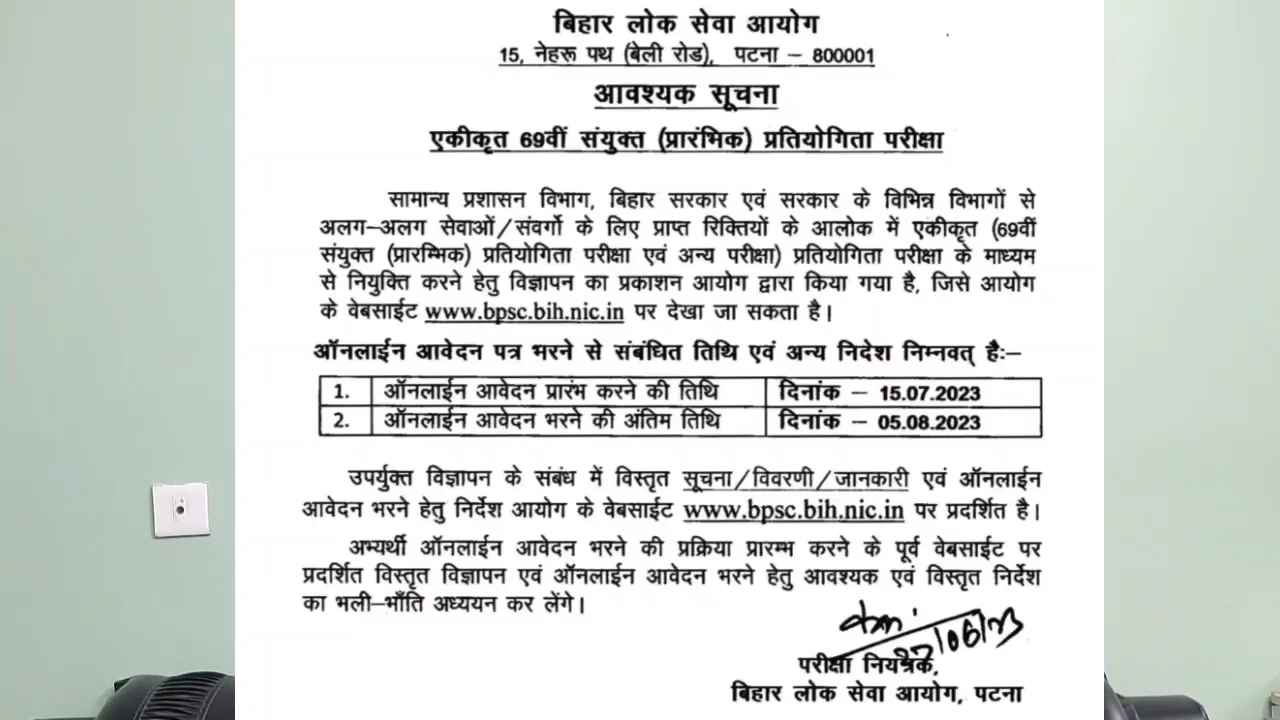 बिहार लोक सेवा आयोग
15, नेहरू पथ (बेली रोड), पटना – 800001
आवश्यक सूचना
एकीकृत 69वीं संयुक्त (प्रारंभिक) प्रतियोगिता परीक्षा
सामान्य प्रशासन विभाग, बिहार सरकार एवं सरकार के विभिन्न विभागों से
अलग–अलग सेवाओं/संवर्गो के लिए प्राप्त रिक्तियों के आलोक में एकीकृत (69वीं
संयुक्त (प्रारम्भिक) प्रतियोगिता परीक्षा एवं अन्य परीक्षा) प्रतियोगिता परीक्षा के माध्यम
से नियुक्ति करने हेतु विज्ञापन का प्रकाशन आयोग द्वारा किया गया है, जिसे आयोग
के वेबसाईट www.bpsc.bih.nic.in पर देखा जा सकता है।
ऑनलाईन आवेदन पत्र भरने से संबंधित तिथि एवं अन्य निदेश निम्नवत् हैः–
1. ऑनलाईन आवेदन प्रारंभ करने की तिथि दिनांक – 15.07.2023
2. ऑनलाईन आवेदन भरने की अंतिम तिथि दिनांक – 05.08.2023
उपर्युक्त विज्ञापन के संबंध में विस्तृत सूचना/विवरणी/जानकारी एवं ऑनलाईन
आवेदन भरने हेतु निर्देश आयोग के वेबसाईट www.bpsc.bih.nic.in पर प्रदर्शित है।
अभ्यर्थी ऑनलाईन आवेदन भरने की प्रक्रिया प्रारम्भ करने के पूर्व वेबसाईट पर
प्रदर्शित विस्तृत विज्ञापन एवं ऑनलाईन आवेदन भरने हेतु आवश्यक एवं विस्तृत निर्देश
का भली–भाँति अध्ययन कर लेंगे।
परीक्षा नियंत्रक,
बिहार लोक सेवा आयोग, पटना